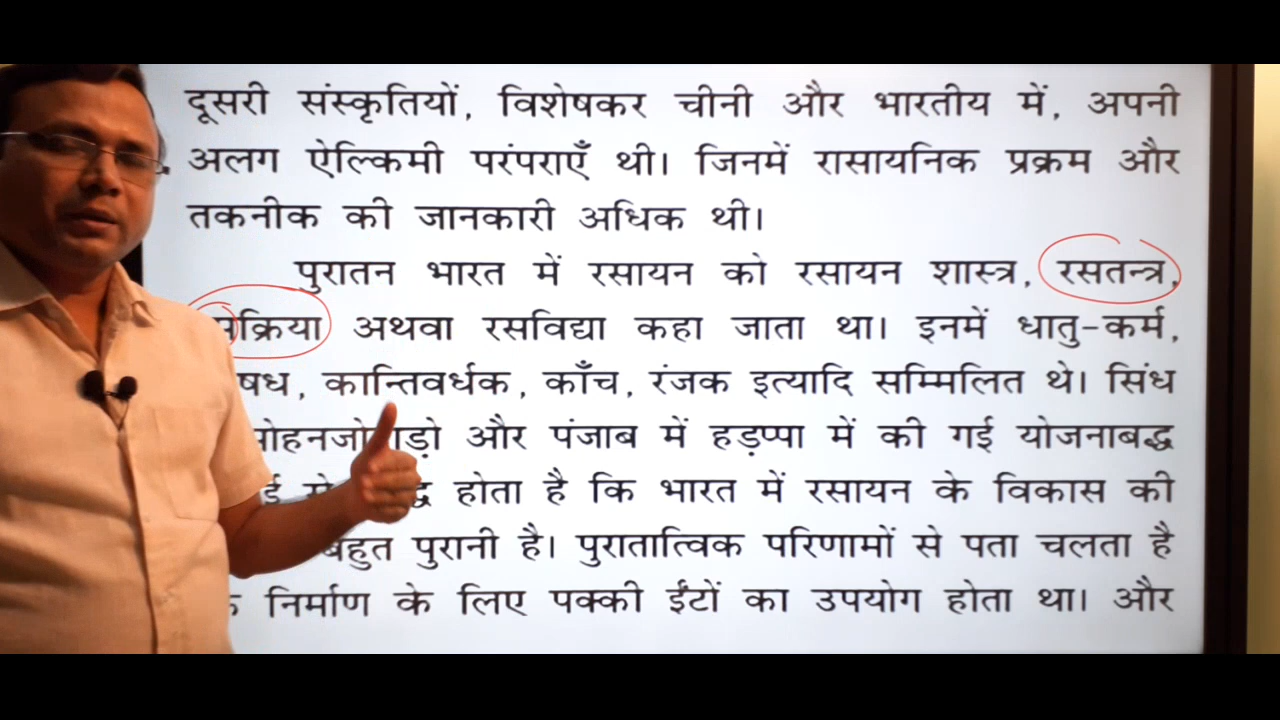 दूसरी संस्कृतियों, विशेषकर चीनी और भारतीय में, अपनी
अलग ऐल्किमी परंपराएँ थी। जिनमें रासायनिक प्रक्रम और
तकनीक की जानकारी अधिक थी।
पुरातन भारत में रसायन को रसायन शास्त्र, रसतन्त्र,
अथवा रसविद्या कहा जाता था। इनमें धातु-कर्म,
कान्तिवर्धक, काँच, रंजक इत्यादि सम्मिलित थे। सिंध
और पंजाब में हड़प्पा में की गई योजनाबद्ध
होता है कि भारत में रसायन के विकास की
बहुत पुरानी है। पुरातात्विक परिणामों से पता चलता है
निर्माण के लिए पक्की ईंटों का उपयोग होता था। और